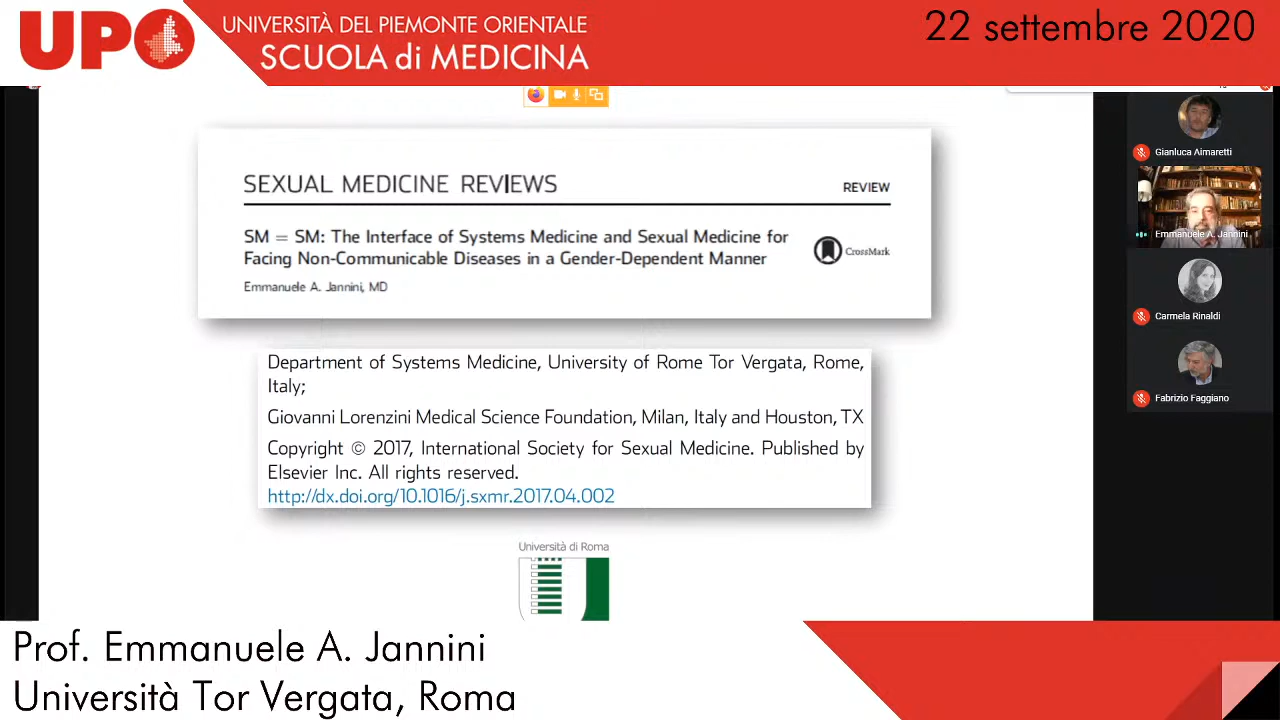 UPO
UNIVERSITÀ DEL PIEMONTE ORIENTALE
SCUOLA di MEDICINA
22 settembre 2020
SEXUAL MEDICINE REVIEWS
REVIEW
SM = SM: The Interface of Systems Medicine and Sexual Medicine for
Facing Non-Communicable Diseases in a Gender-Dependent Manner
CrossMark
Emmanuele A. Jannini, MD
Department of Systems Medicine, University of Rome Tor Vergata, Rome,
Italy;
Giovanni Lorenzini Medical Science Foundation, Milan, Italy and Houston, TX
Copyright © 2017, International Society for Sexual Medicine. Published by
Elsevier Inc. All rights reserved.
http://dx.doi.org/10.1016/j.sxmr.2017.04.002
Università di Roma
Gianluca Aimaretti
Emmanuele A. Jannini
Carmela Rinaldi
Fabrizio Faggiano
Prof. Emmanuele A. Jannini
Università Tor Vergata, Roma